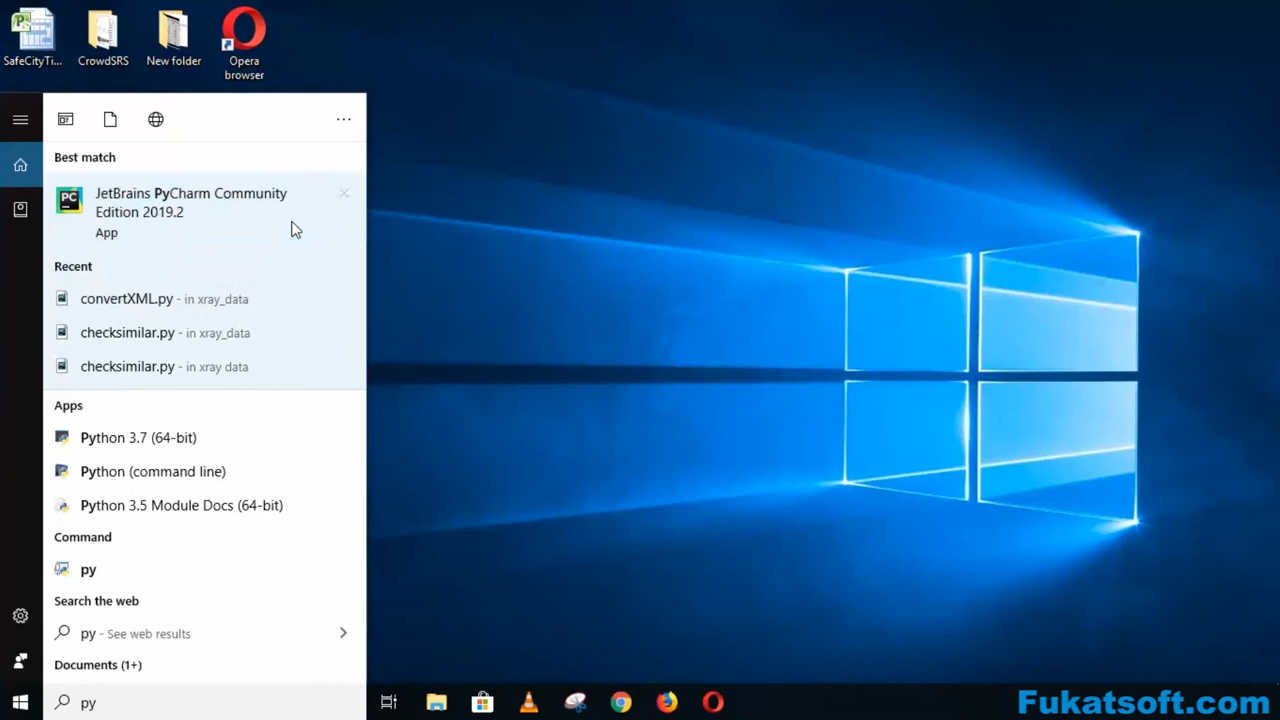 SafeCityTi...
CrowdSRS
New folder
Opera
browser
Best match
JetBrains PyCharm Community
Edition 2019.2
App
Recent
convertXML.py - in xray_data
checksimilar.py - in xray_data
checksimilar.py - in xray data
Apps
Python 3.7 (64-bit)
Python (command line)
Python 3.5 Module Docs (64-bit)
Command
py
Search the web
py - See web results
Documents (1+)
py
Fukatsoft.com